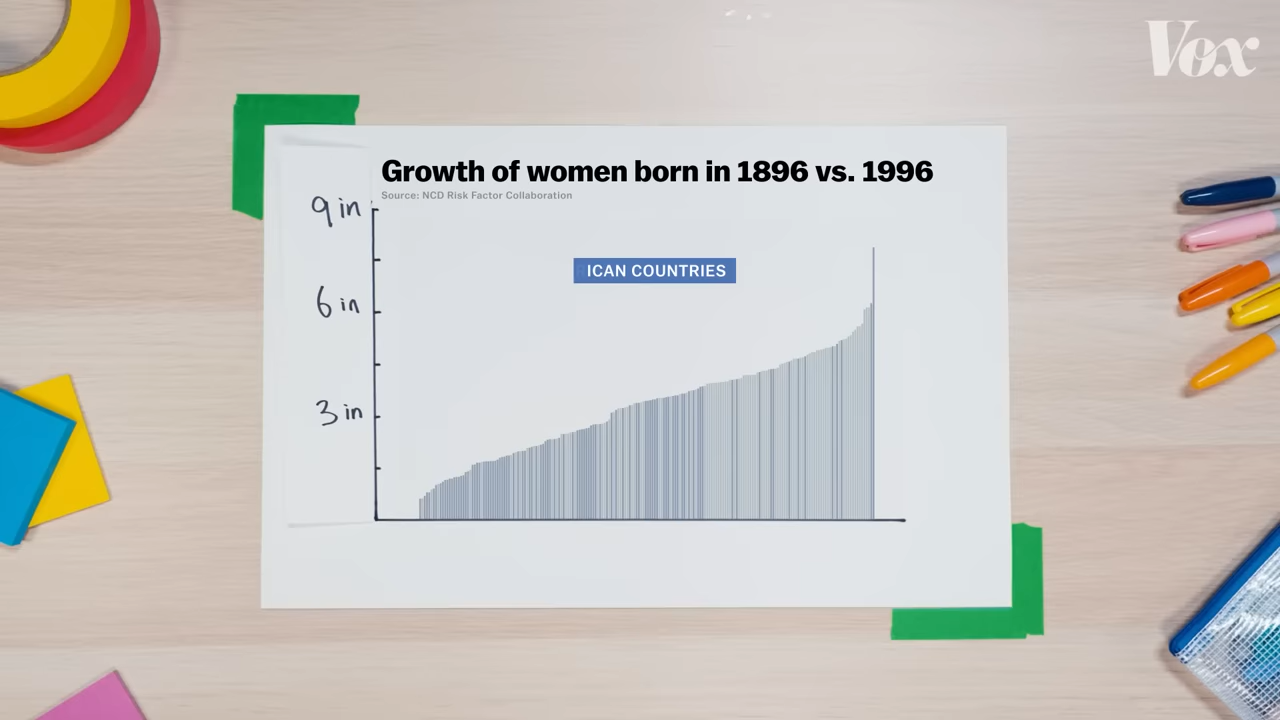 Vox
Growth of women born in 1896 vs. 1996
Source: NCD Risk Factor Collaboration
9 in
ICAN COUNTRIES
6 in
3 in